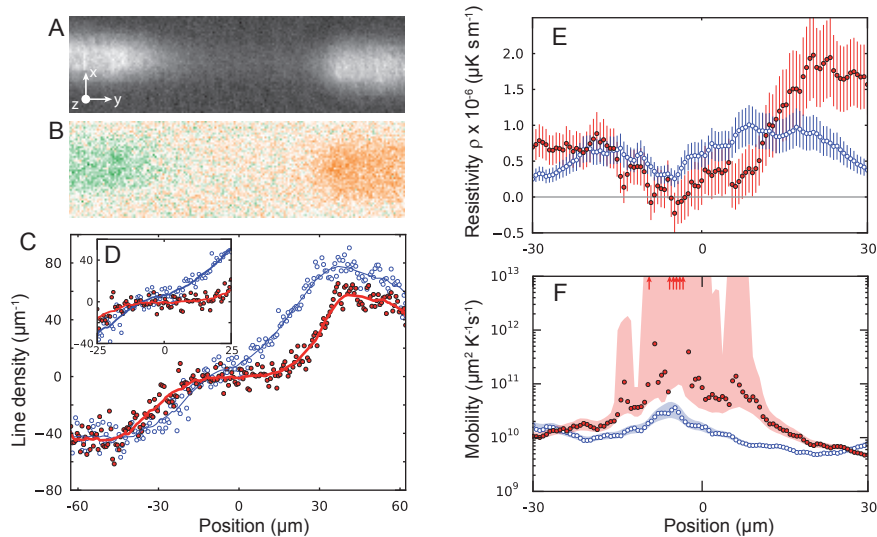 A
x
z
y
B
C
D
60
0
-40
-25
0
25
Line density (µm⁻¹)
80
40
0
−40
−80
-60
-30
0
30
60
Position (µm)
E
Resistivity ρ x 10⁻⁶ (µK s m⁻¹)
2.0
1.5
1.0
0.5
0.0
−0.5
-30
0
30
F
Mobility (µm² K⁻¹s⁻¹)
10¹³
10¹²
10¹¹
10¹⁰
10⁹
-30
0
30
Position (µm)